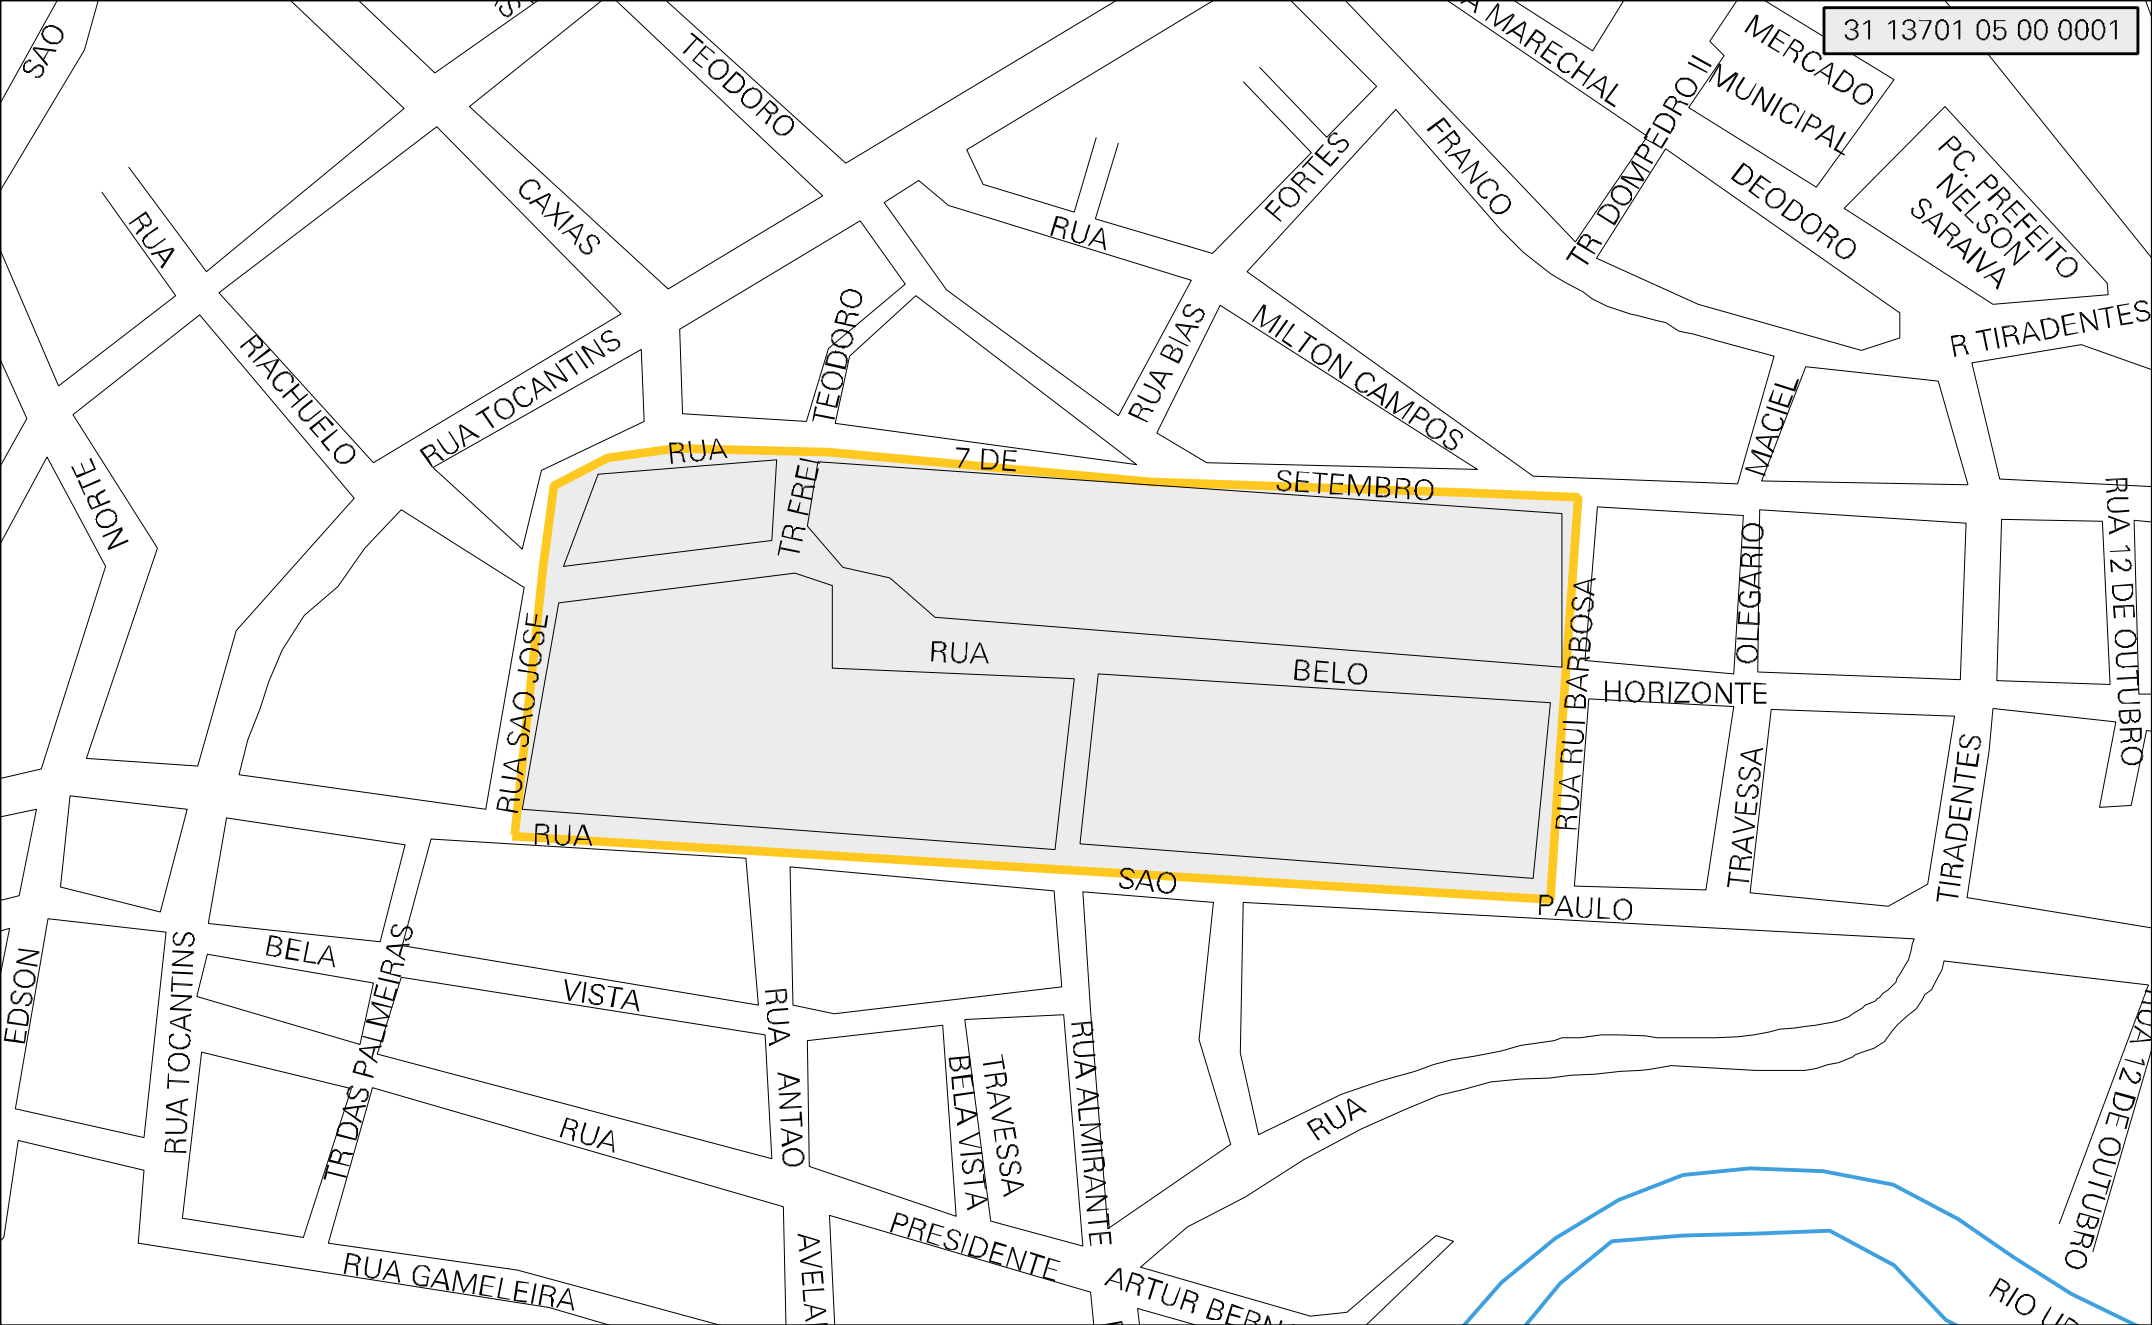 31 13701 05 00 0001
SAO
TEODORO
MARECHAL
MERCADO
MUNICIPAL
TR DOMPEDRO II
FRANCO
FORTES
DEODORO
PC. PREFEITO
NELSON
SARAIVA
RUA
CAXIAS
RUA
R TIRADENTES
RIACHUELO
RUA TOCANTINS
TEODORO
RUA BIAS
MILTON CAMPOS
MACIEL
NORTE
RUA
7 DE
SETEMBRO
TR FREI
OLEGARIO
RUA 12 DE OUTUBRO
RUA SAO JOSE
RUA
BELO
HORIZONTE
RUA RUI BARBOSA
TRAVESSA
TIRADENTES
RUA
SAO
PAULO
EDSON
RUA TOCANTINS
BELA
VISTA
TR DAS PALMEIRAS
RUA
ANTAO
BELA VISTA
TRAVESSA
RUA ALMIRANTE
RUA
RUA 12 DE OUTUBRO
RUA
PRESIDENTE
ARTUR
RUA GAMELEIRA
RIO